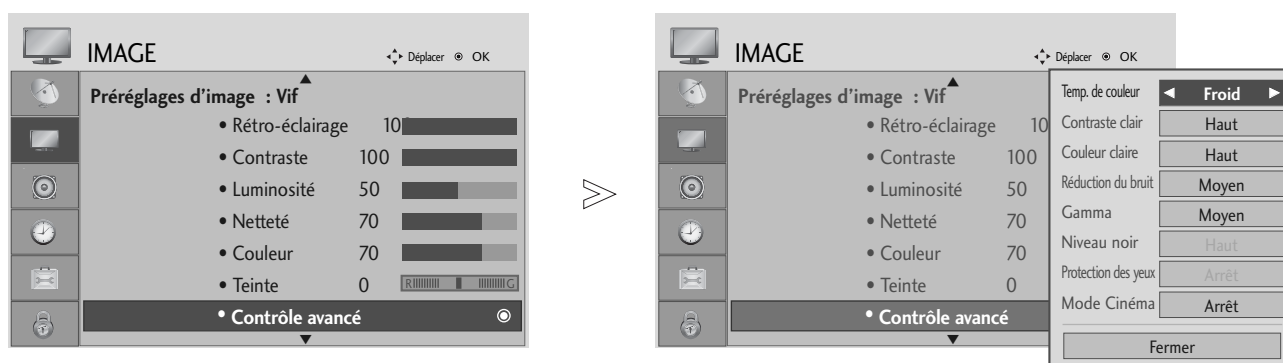 IMAGE
Déplacer OK
Préréglages d'image : Vif
• Rétro-éclairage 10
• Contraste 100
• Luminosité 50
• Netteté 70
• Couleur 70
• Teinte 0 R G
• Contrôle avancé
IMAGE
Déplacer OK
Préréglages d'image : Vif
• Rétro-éclairage 10
• Contraste 100
• Luminosité 50
• Netteté 70
• Couleur 70
• Teinte 0
• Contrôle avancé
Temp. de couleur Froid
Contraste clair Haut
Couleur claire Haut
Réduction du bruit Moyen
Gamma Moyen
Niveau noir Haut
Protection des yeux Arrêt
Mode Cinéma Arrêt
Fermer